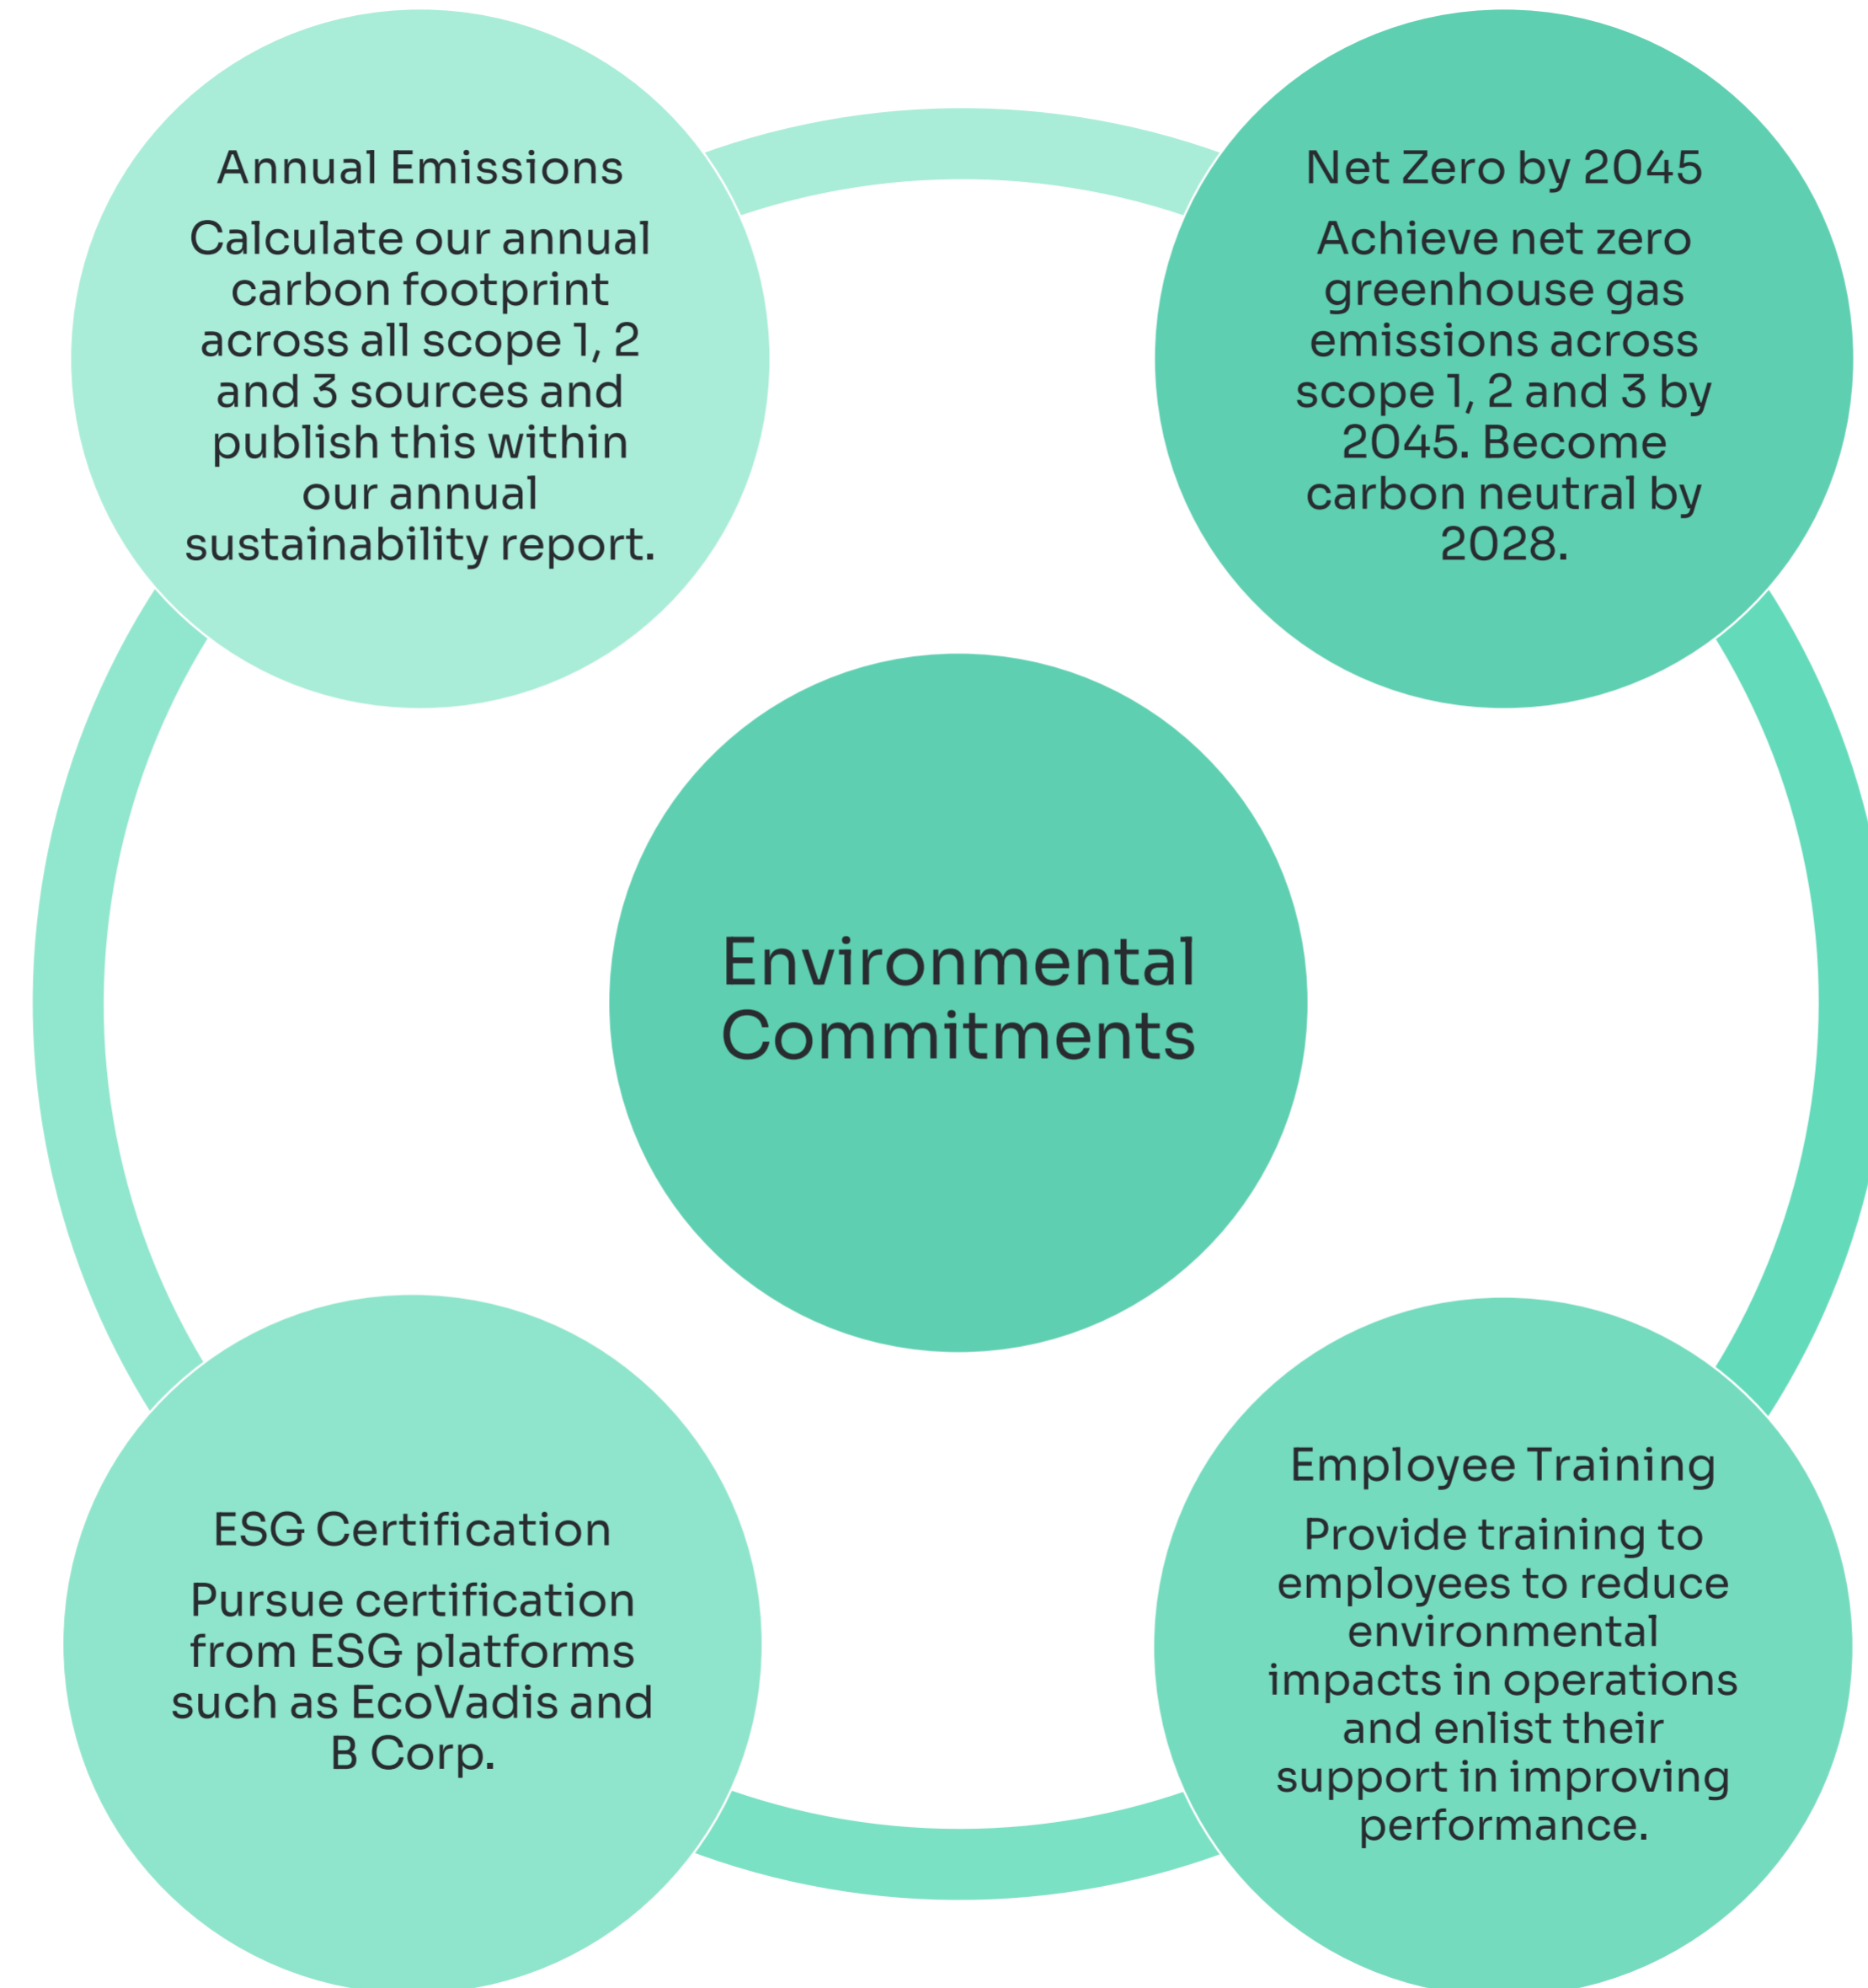 Annual Emissions
Calculate our annual
carbon footprint
across all scope 1, 2
and 3 sources and
publish this within
our annual
sustainability report.
Net Zero by 2045
Achieve net zero
greenhouse gas
emissions across
scope 1, 2 and 3 by
2045. Become
carbon neutral by
2028.
Environmental
Commitments
ESG Certification
Pursue certification
from ESG platforms
such as EcoVadis and
B Corp.
Employee Training
Provide training to
employees to reduce
environmental
impacts in operations
and enlist their
support in improving
performance.